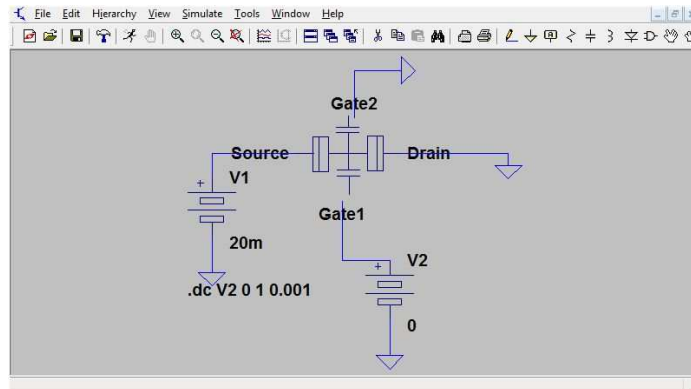 File Edit Hierarchy View Simulate Tools Window Help
Gate2
Source
Drain
V1
Gate1
20m
V2
.dc V2 0 1 0.001
0